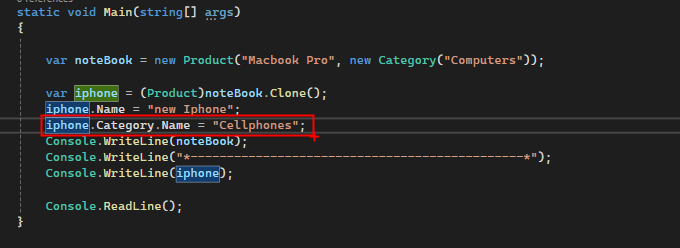 static void Main(string[] args)
{
var noteBook = new Product("Macbook Pro", new Category("Computers"));
var iphone = (Product)noteBook.Clone();
iphone.Name = "new Iphone";
iphone.Category.Name = "Cellphones";
Console.WriteLine(noteBook);
Console.WriteLine("*----------------------------------------------*");
Console.WriteLine(iphone);
Console.ReadLine();
}